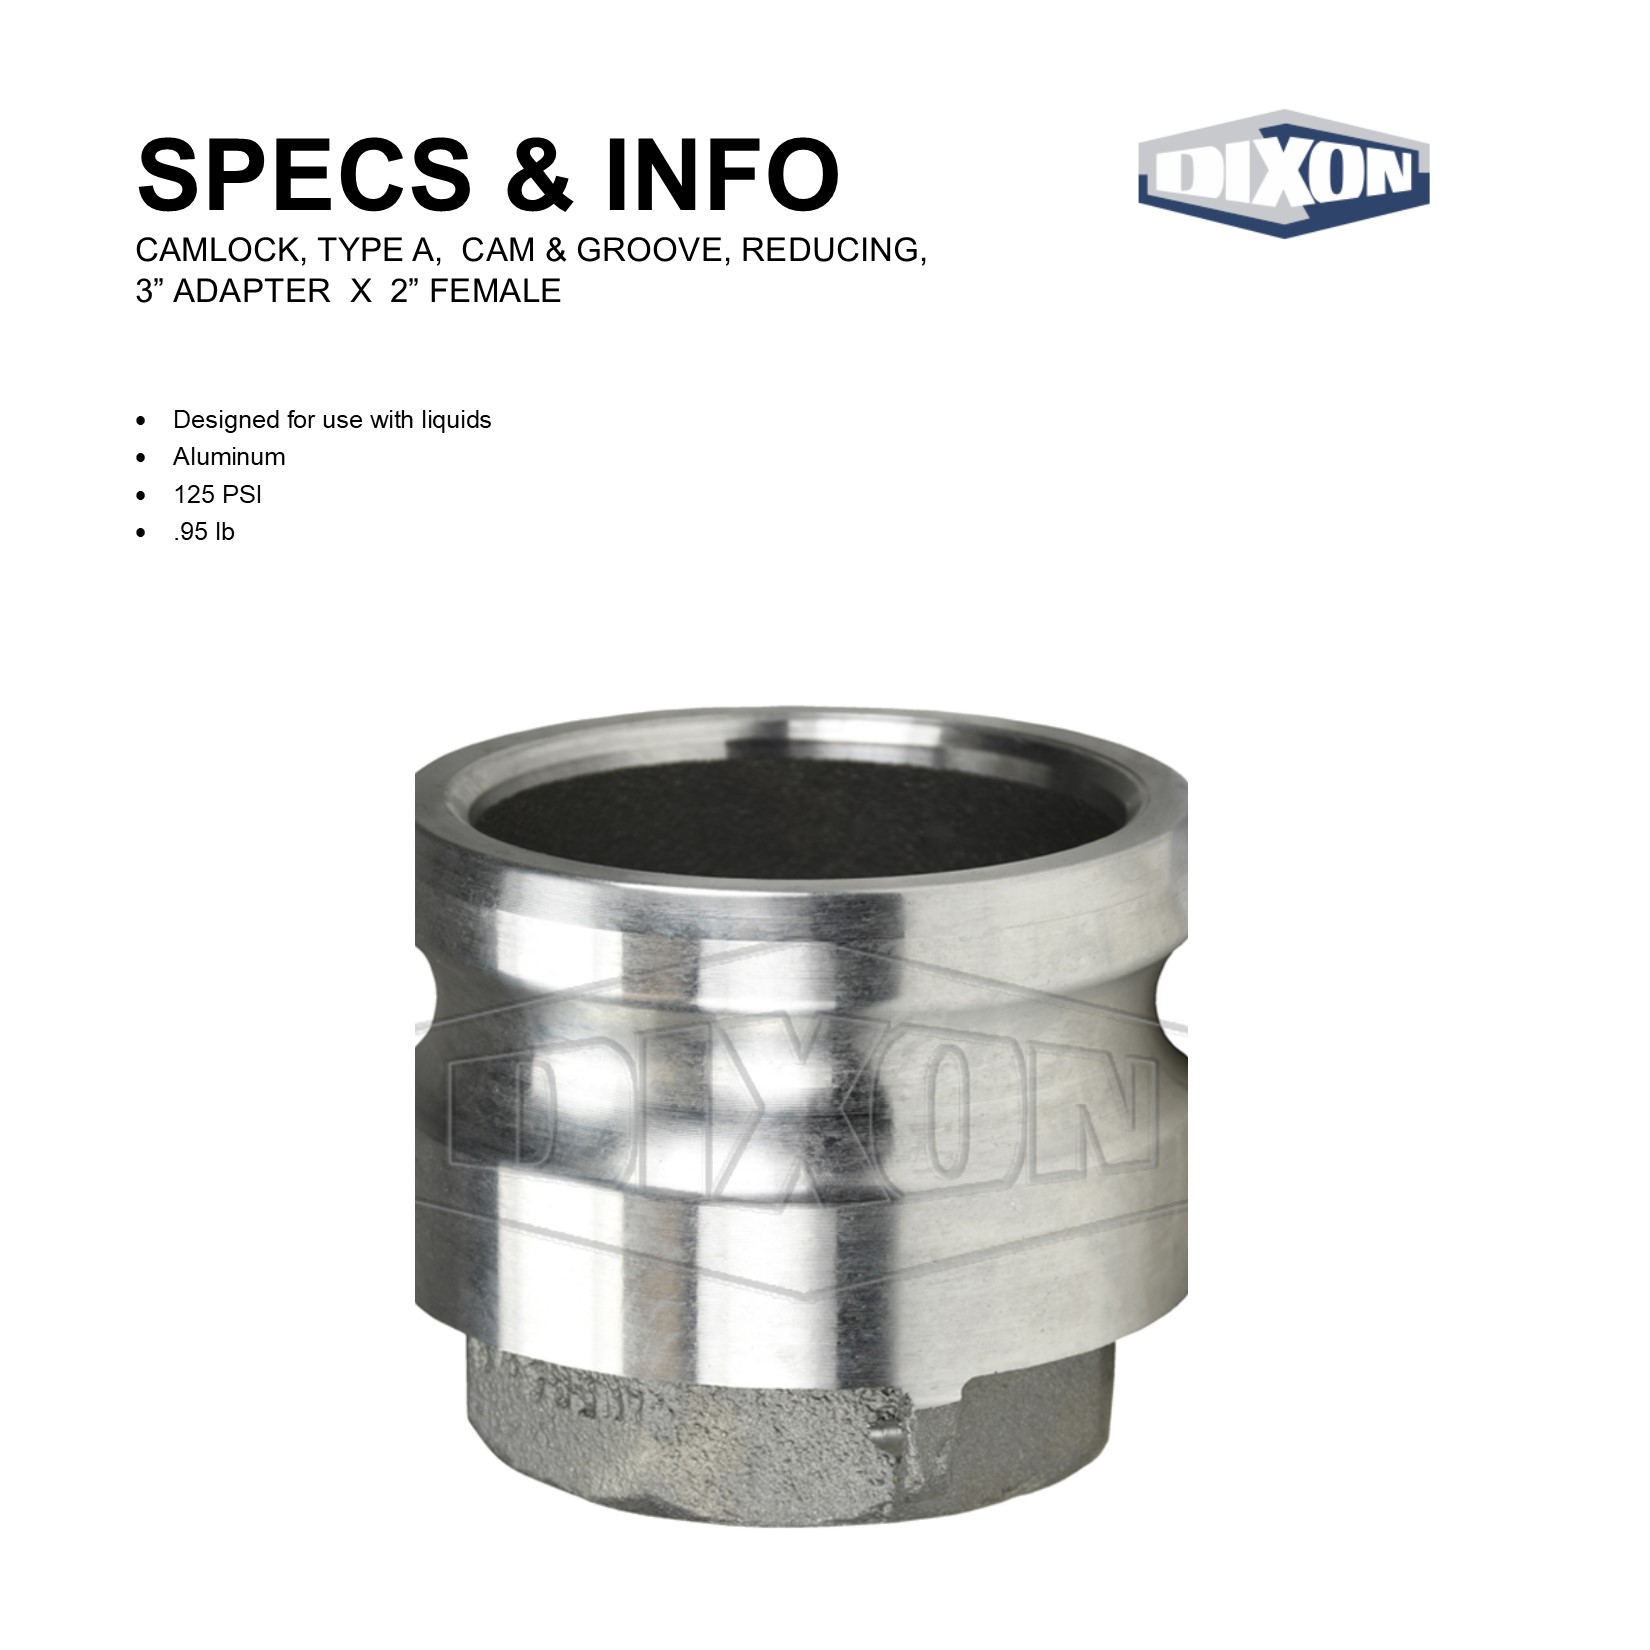 SPECS & INFO
DIXON
CAMLOCK, TYPE A,  CAM & GROOVE, REDUCING,
3” ADAPTER  X  2” FEMALE
• Designed for use with liquids
• Aluminum
• 125 PSI
• .95 lb
DIXON